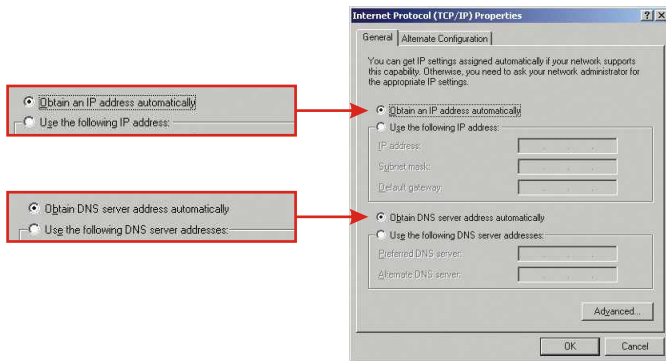 Obtain an IP address automatically
Use the following IP address:
Obtain DNS server address automatically
Use the following DNS server addresses:
Internet Protocol (TCP/IP) Properties
General
Alternate Configuration
You can get IP settings assigned automatically if your network supports
this capability. Otherwise, you need to ask your network administrator for
the appropriate IP settings.
Obtain an IP address automatically
Use the following IP address:
IP address:
Subnet mask:
Default gateway:
Obtain DNS server address automatically
Use the following DNS server addresses:
Preferred DNS server:
Alternate DNS server:
Advanced...
OK
Cancel